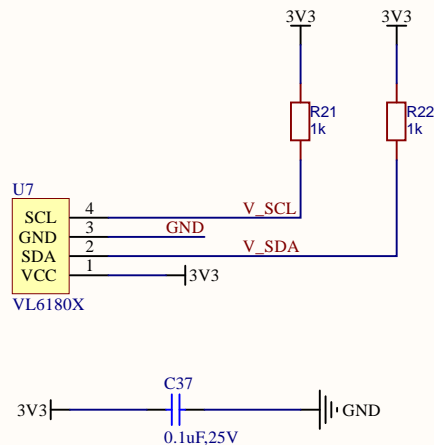 3V3 3V3
R21 R22
1k 1k
U7
SCL 4 V_SCL
GND 3 GND
SDA 2 V_SDA
VCC 1 3V3
VL6180X
C37
3V3 GND
0.1uF,25V